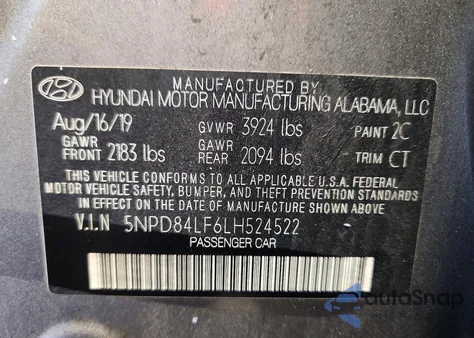 MANUFACTURED BY
HYUNDAI MOTOR MANUFACTURING ALABAMA, LLC
Aug/16/19 GVWR 3924 lbs PAINT 2C
GAWR FRONT 2183 lbs GAWR REAR 2094 lbs TRIM CT
THIS VEHICLE CONFORMS TO ALL APPLICABLE U.S.A. FEDERAL
MOTOR VEHICLE SAFETY, BUMPER, AND THEFT PREVENTION STANDARDS
IN EFFECT ON THE DATE OF MANUFACTURE SHOWN ABOVE.
V.I.N 5NPD84LF6LH524522
PASSENGER CAR
autoSnap